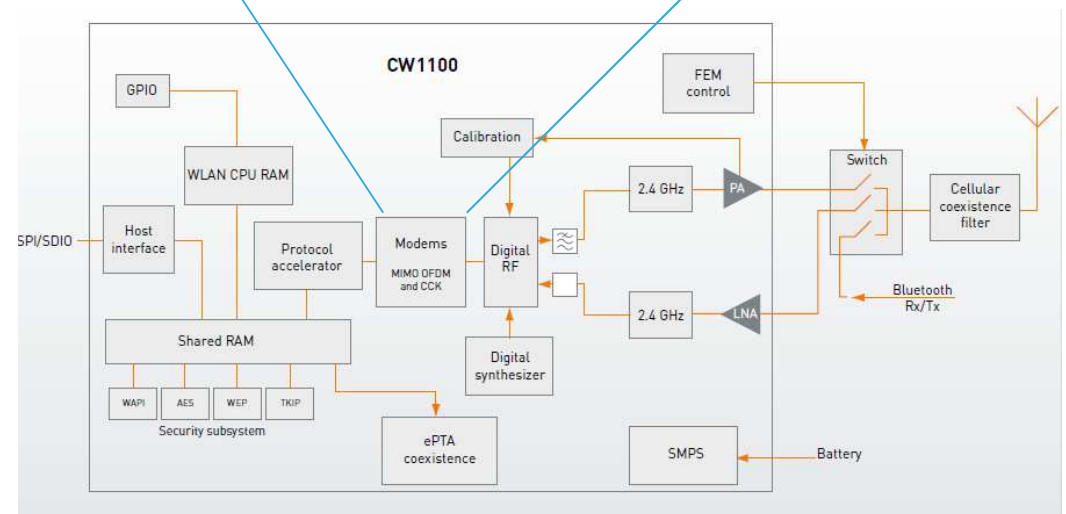 CW1100
FEM
control
GPIO
Calibration
Switch
WLAN CPU RAM
2.4 GHz
PA
Cellular
coexistence
filter
SPI/SDIO
Host
interface
Protocol
accelerator
Modems
MIMO OFDM
and CCK
Digital
RF
Bluetooth
Rx/Tx
2.4 GHz
LNA
Shared RAM
Digital
synthesizer
WAPI
AES
WEP
TKIP
Security subsystem
ePTA
coexistence
SMPS
Battery